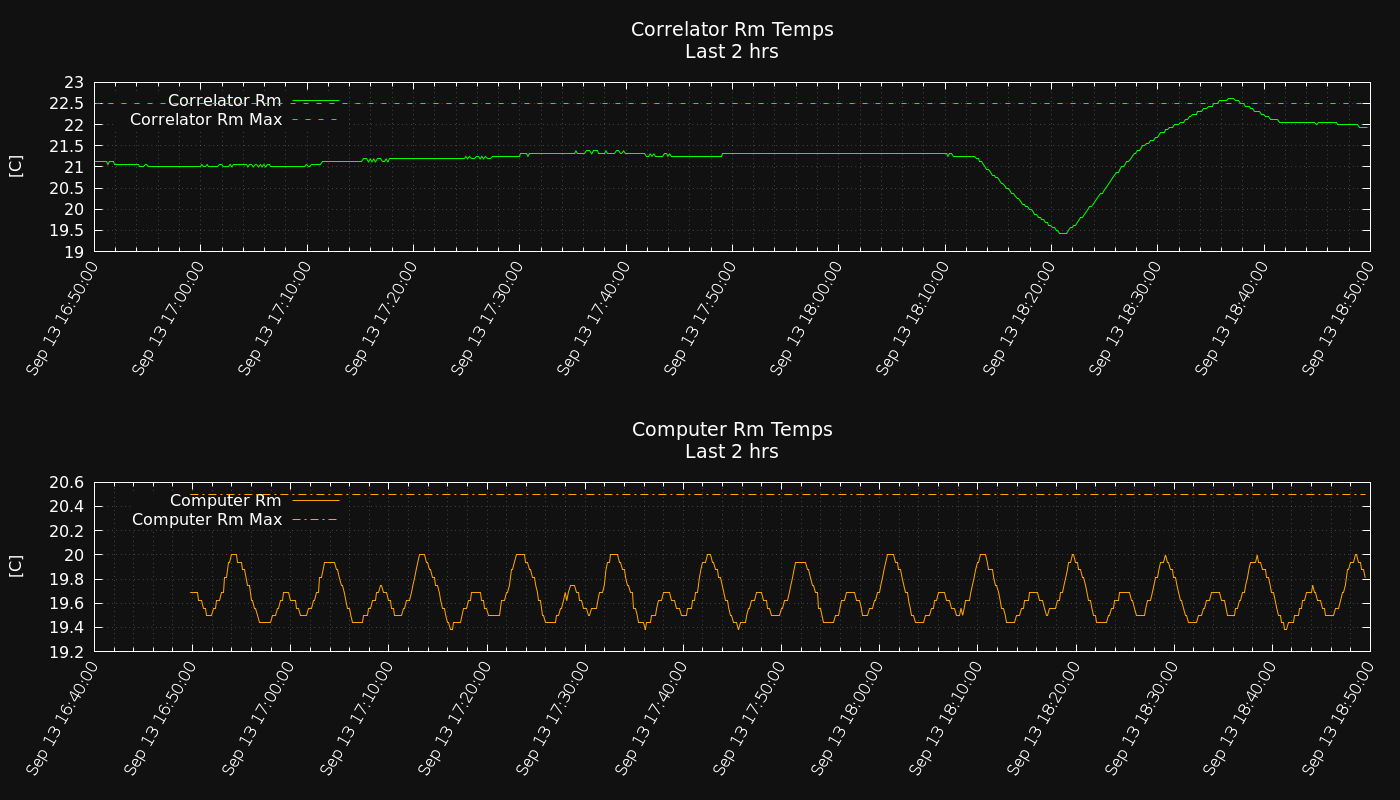 Correlator Rm Temps
Last 2 hrs
23
22.5
22
21.5
21
20.5
20
19.5
19
[C]
Correlator Rm
Correlator Rm Max
Sep 13 16:50:00
Sep 13 17:00:00
Sep 13 17:10:00
Sep 13 17:20:00
Sep 13 17:30:00
Sep 13 17:40:00
Sep 13 17:50:00
Sep 13 18:00:00
Sep 13 18:10:00
Sep 13 18:20:00
Sep 13 18:30:00
Sep 13 18:40:00
Sep 13 18:50:00
Computer Rm Temps
Last 2 hrs
20.6
20.4
20.2
20
19.8
19.6
19.4
19.2
[C]
Computer Rm
Computer Rm Max
Sep 13 16:40:00
Sep 13 16:50:00
Sep 13 17:00:00
Sep 13 17:10:00
Sep 13 17:20:00
Sep 13 17:30:00
Sep 13 17:40:00
Sep 13 17:50:00
Sep 13 18:00:00
Sep 13 18:10:00
Sep 13 18:20:00
Sep 13 18:30:00
Sep 13 18:40:00
Sep 13 18:50:00